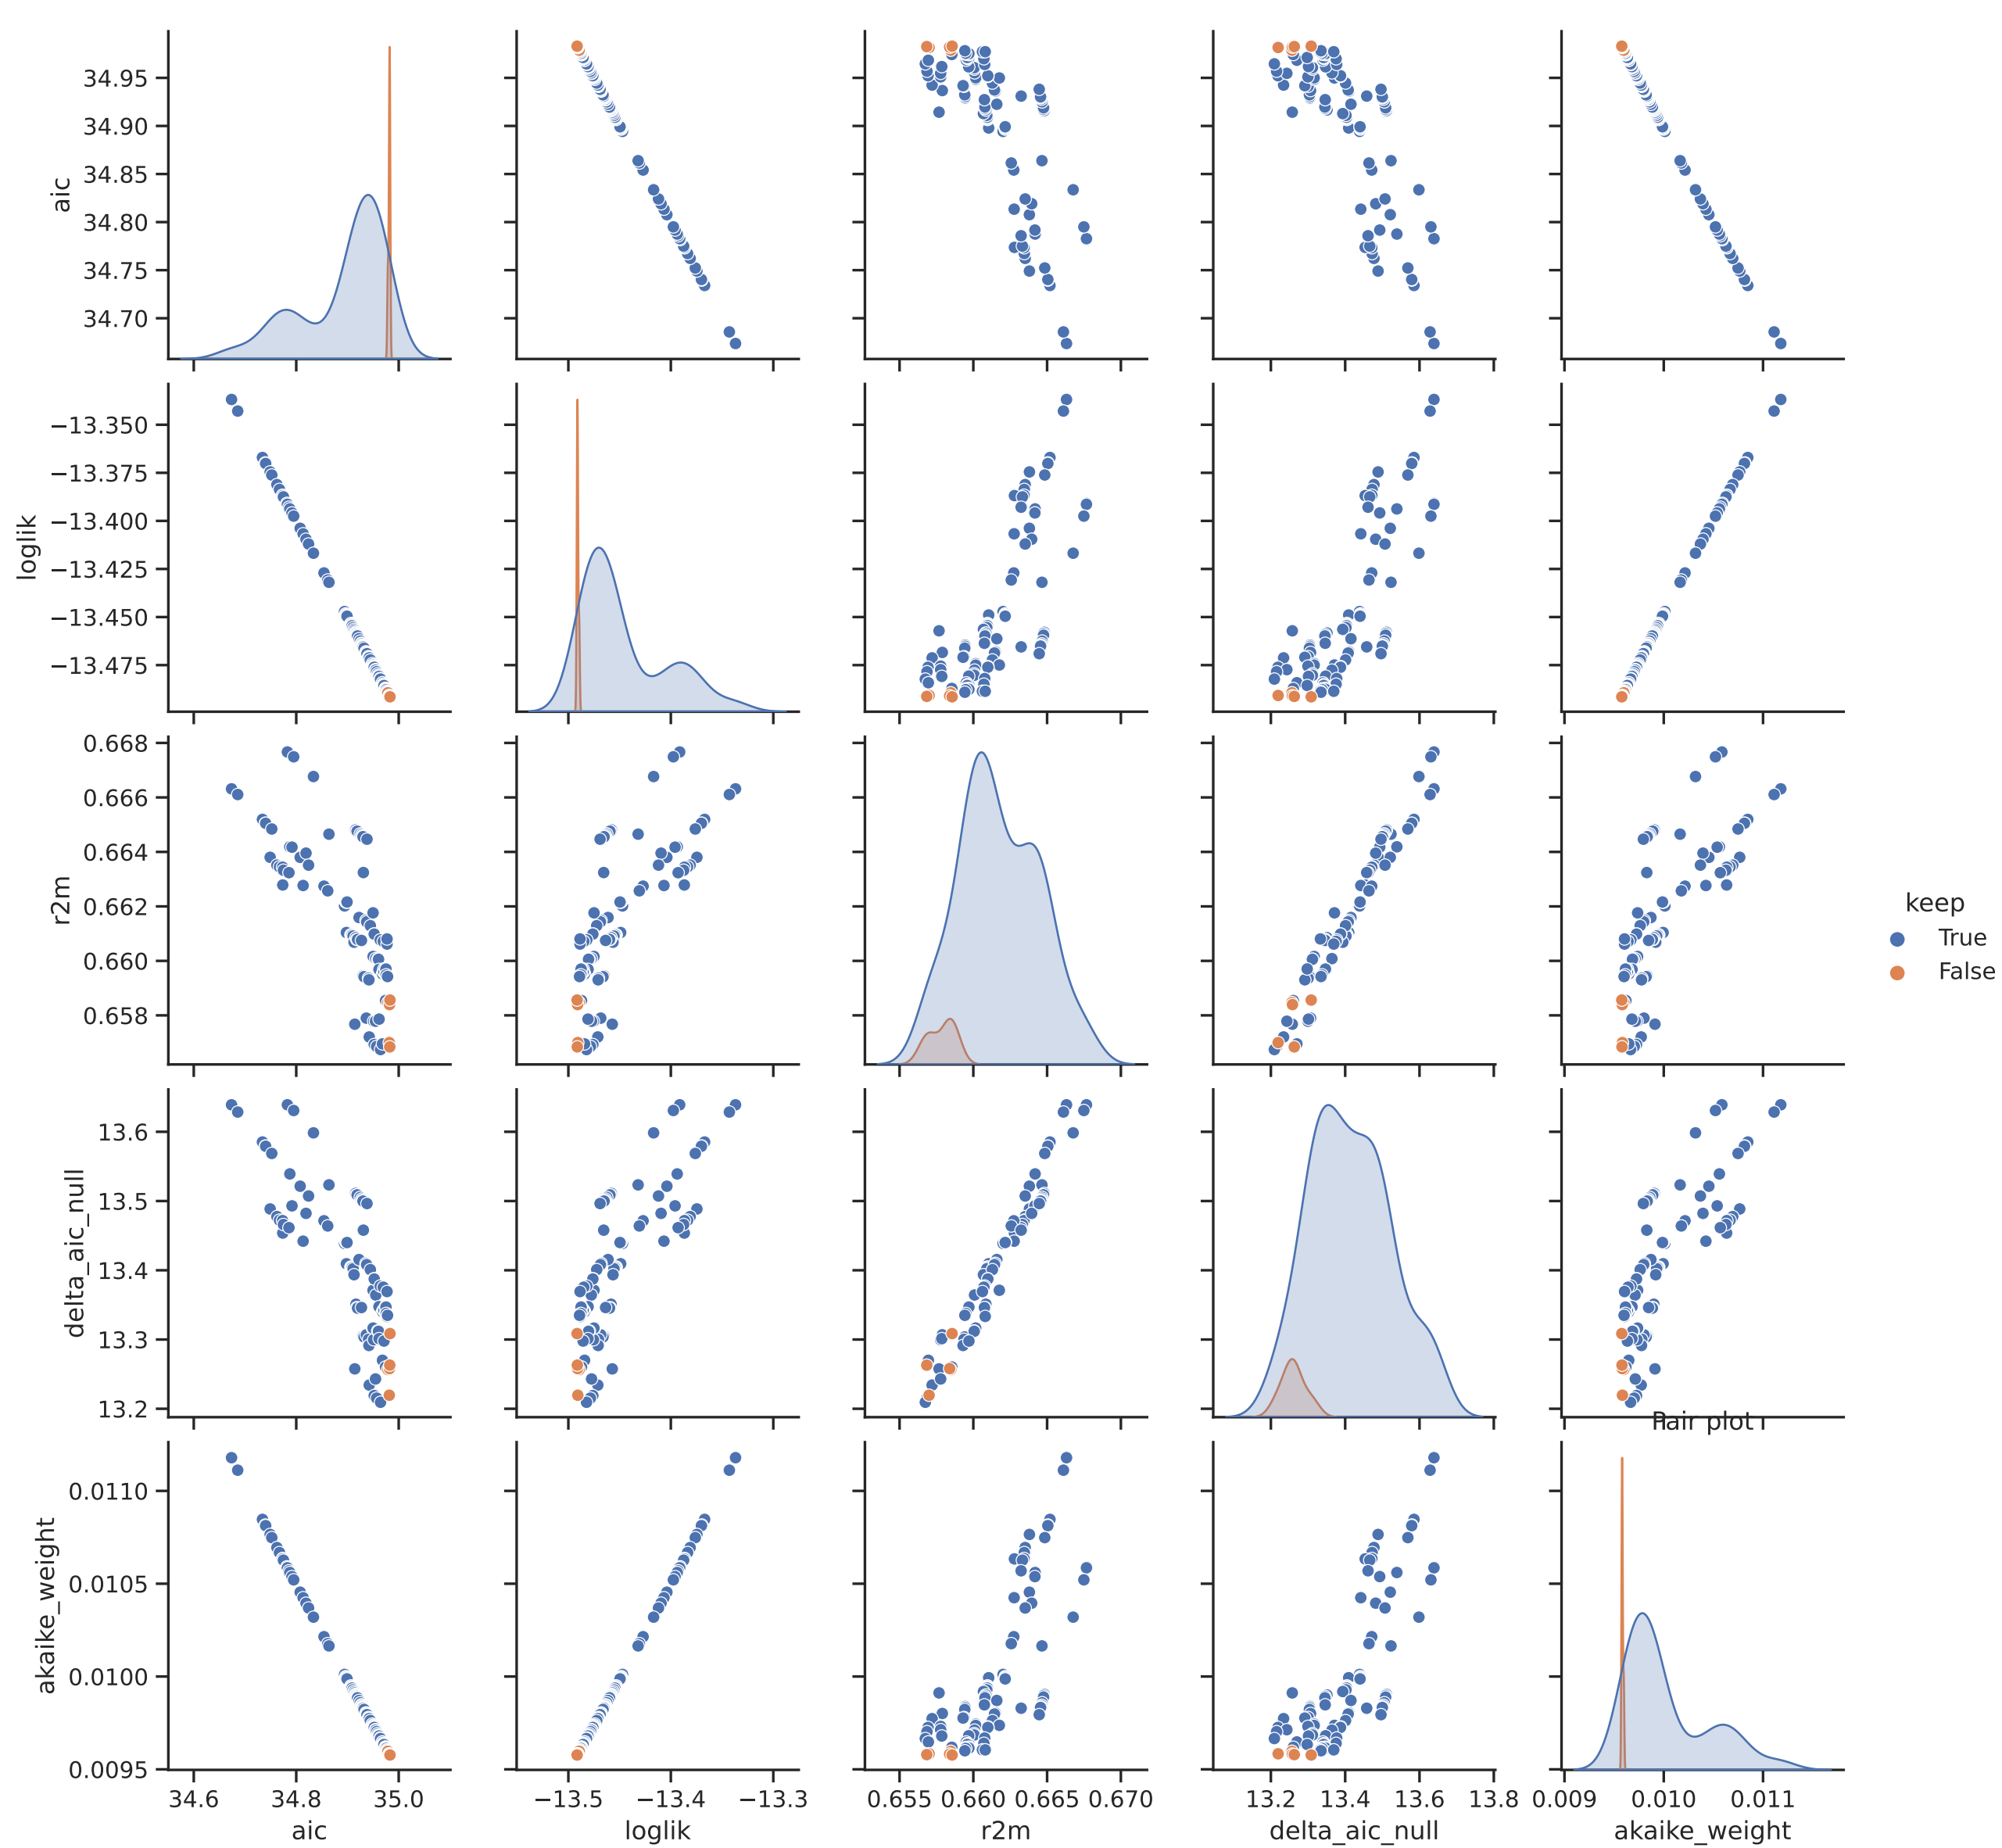 34.95
34.90
34.85
34.80
34.75
34.70
aic
−13.350
−13.375
−13.400
−13.425
−13.450
−13.475
loglik
0.668
0.666
0.664
0.662
0.660
0.658
r2m
keep
True
False
13.6
13.5
13.4
13.3
13.2
delta_aic_null
Pair plot
0.0110
0.0105
0.0100
0.0095
akaike_weight
34.6 34.8 35.0 −13.5 −13.4 −13.3 0.655 0.660 0.665 0.670 13.2 13.4 13.6 13.8 0.009 0.010 0.011
aic loglik r2m delta_aic_null akaike_weight